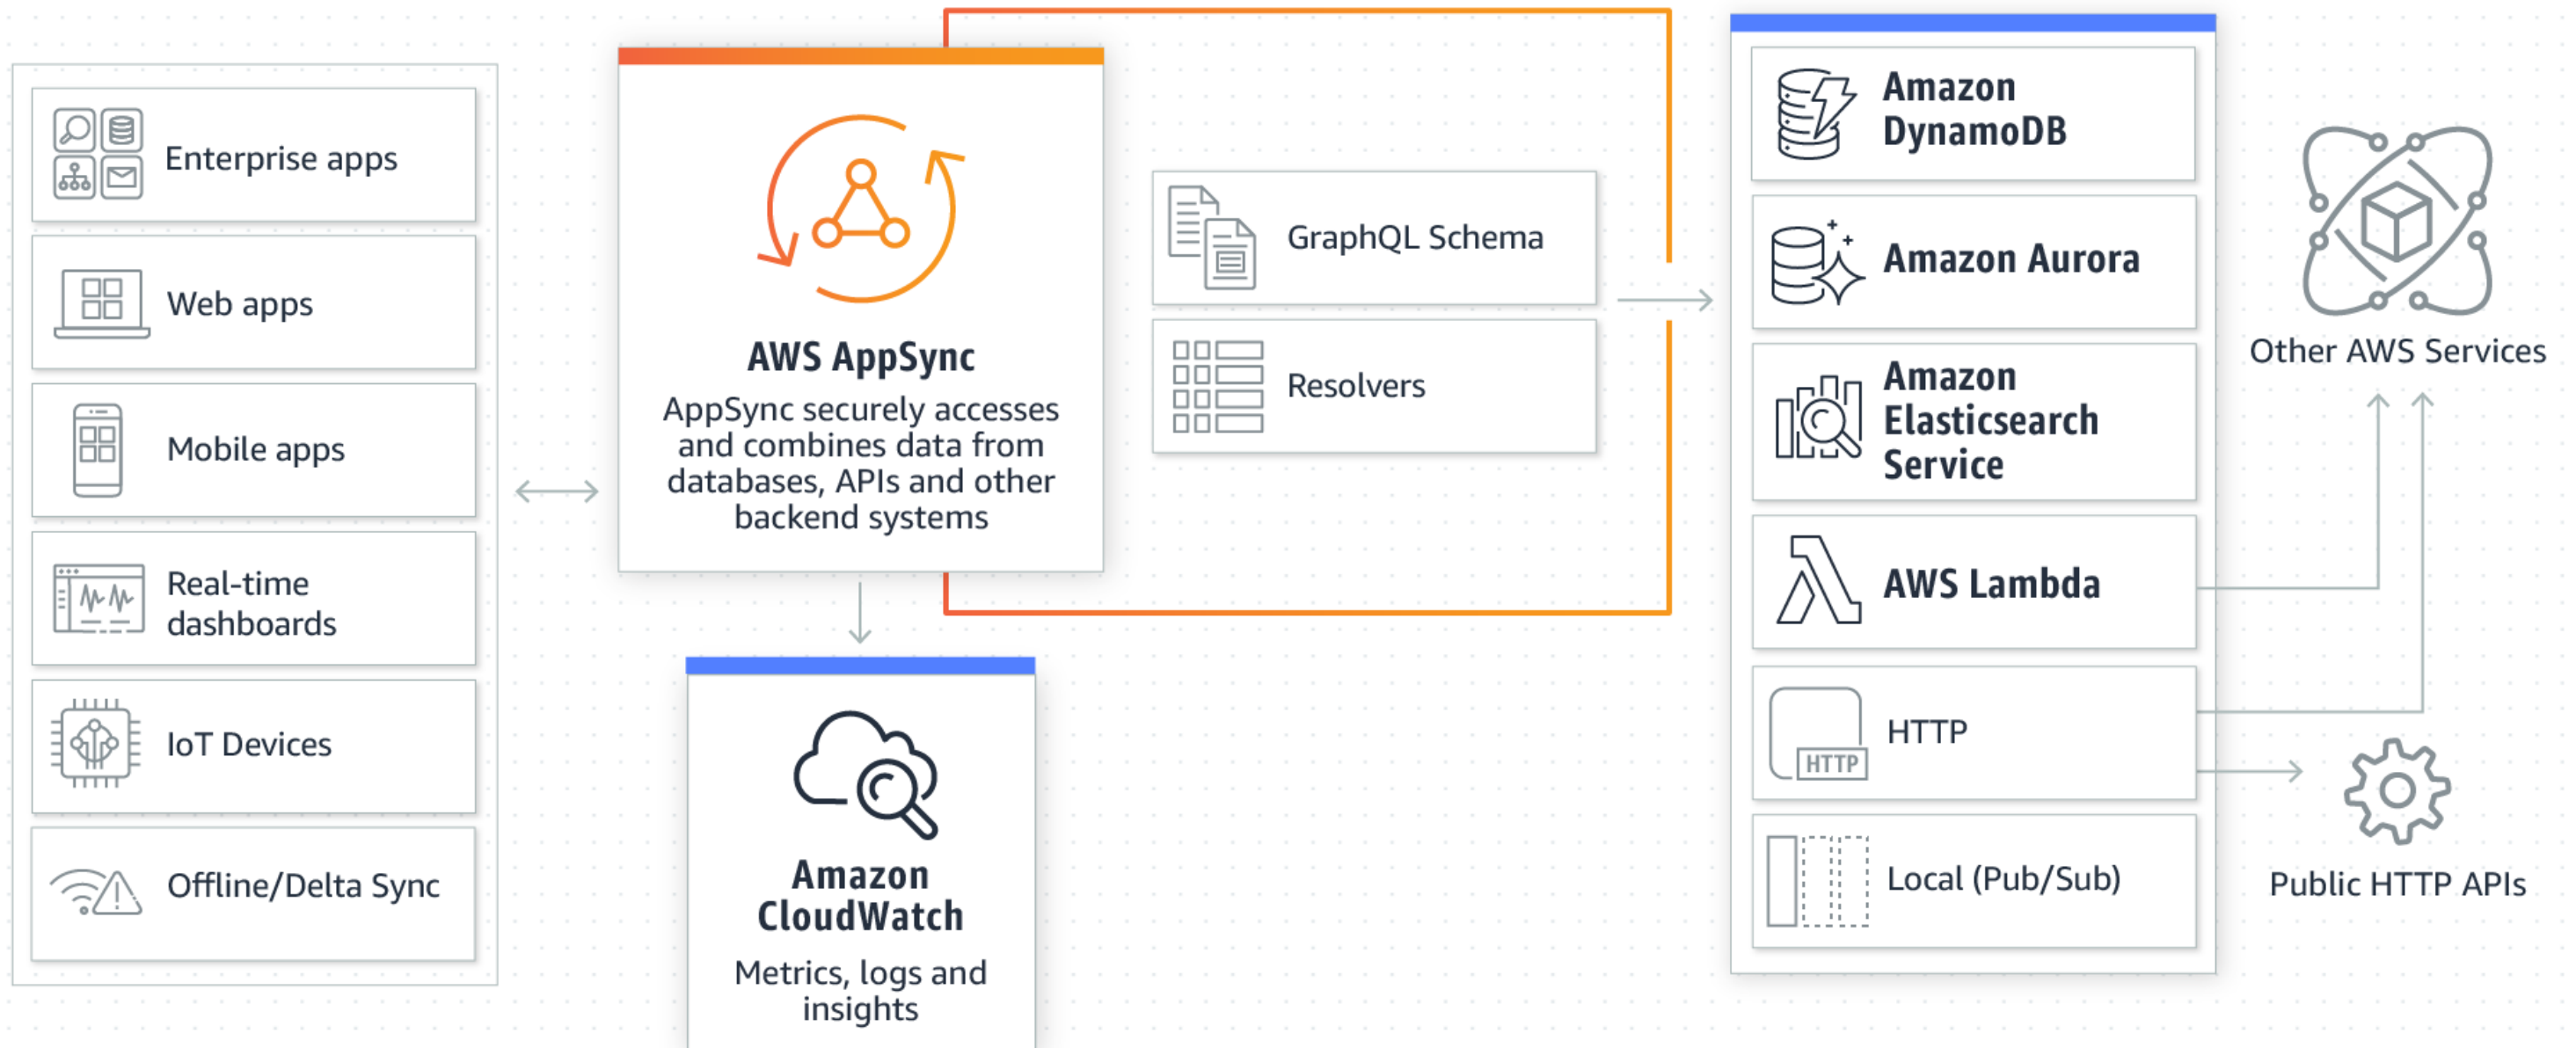 Enterprise apps
Web apps
Mobile apps
Real-time
dashboards
IoT Devices
Offline/Delta Sync
AWS AppSync
AppSync securely accesses
and combines data from
databases, APIs and other
backend systems
Amazon
CloudWatch
Metrics, logs and
insights
GraphQL Schema
Resolvers
Amazon
DynamoDB
Amazon Aurora
Amazon
Elasticsearch
Service
AWS Lambda
HTTP
HTTP
Local (Pub/Sub)
Other AWS Services
Public HTTP APIs